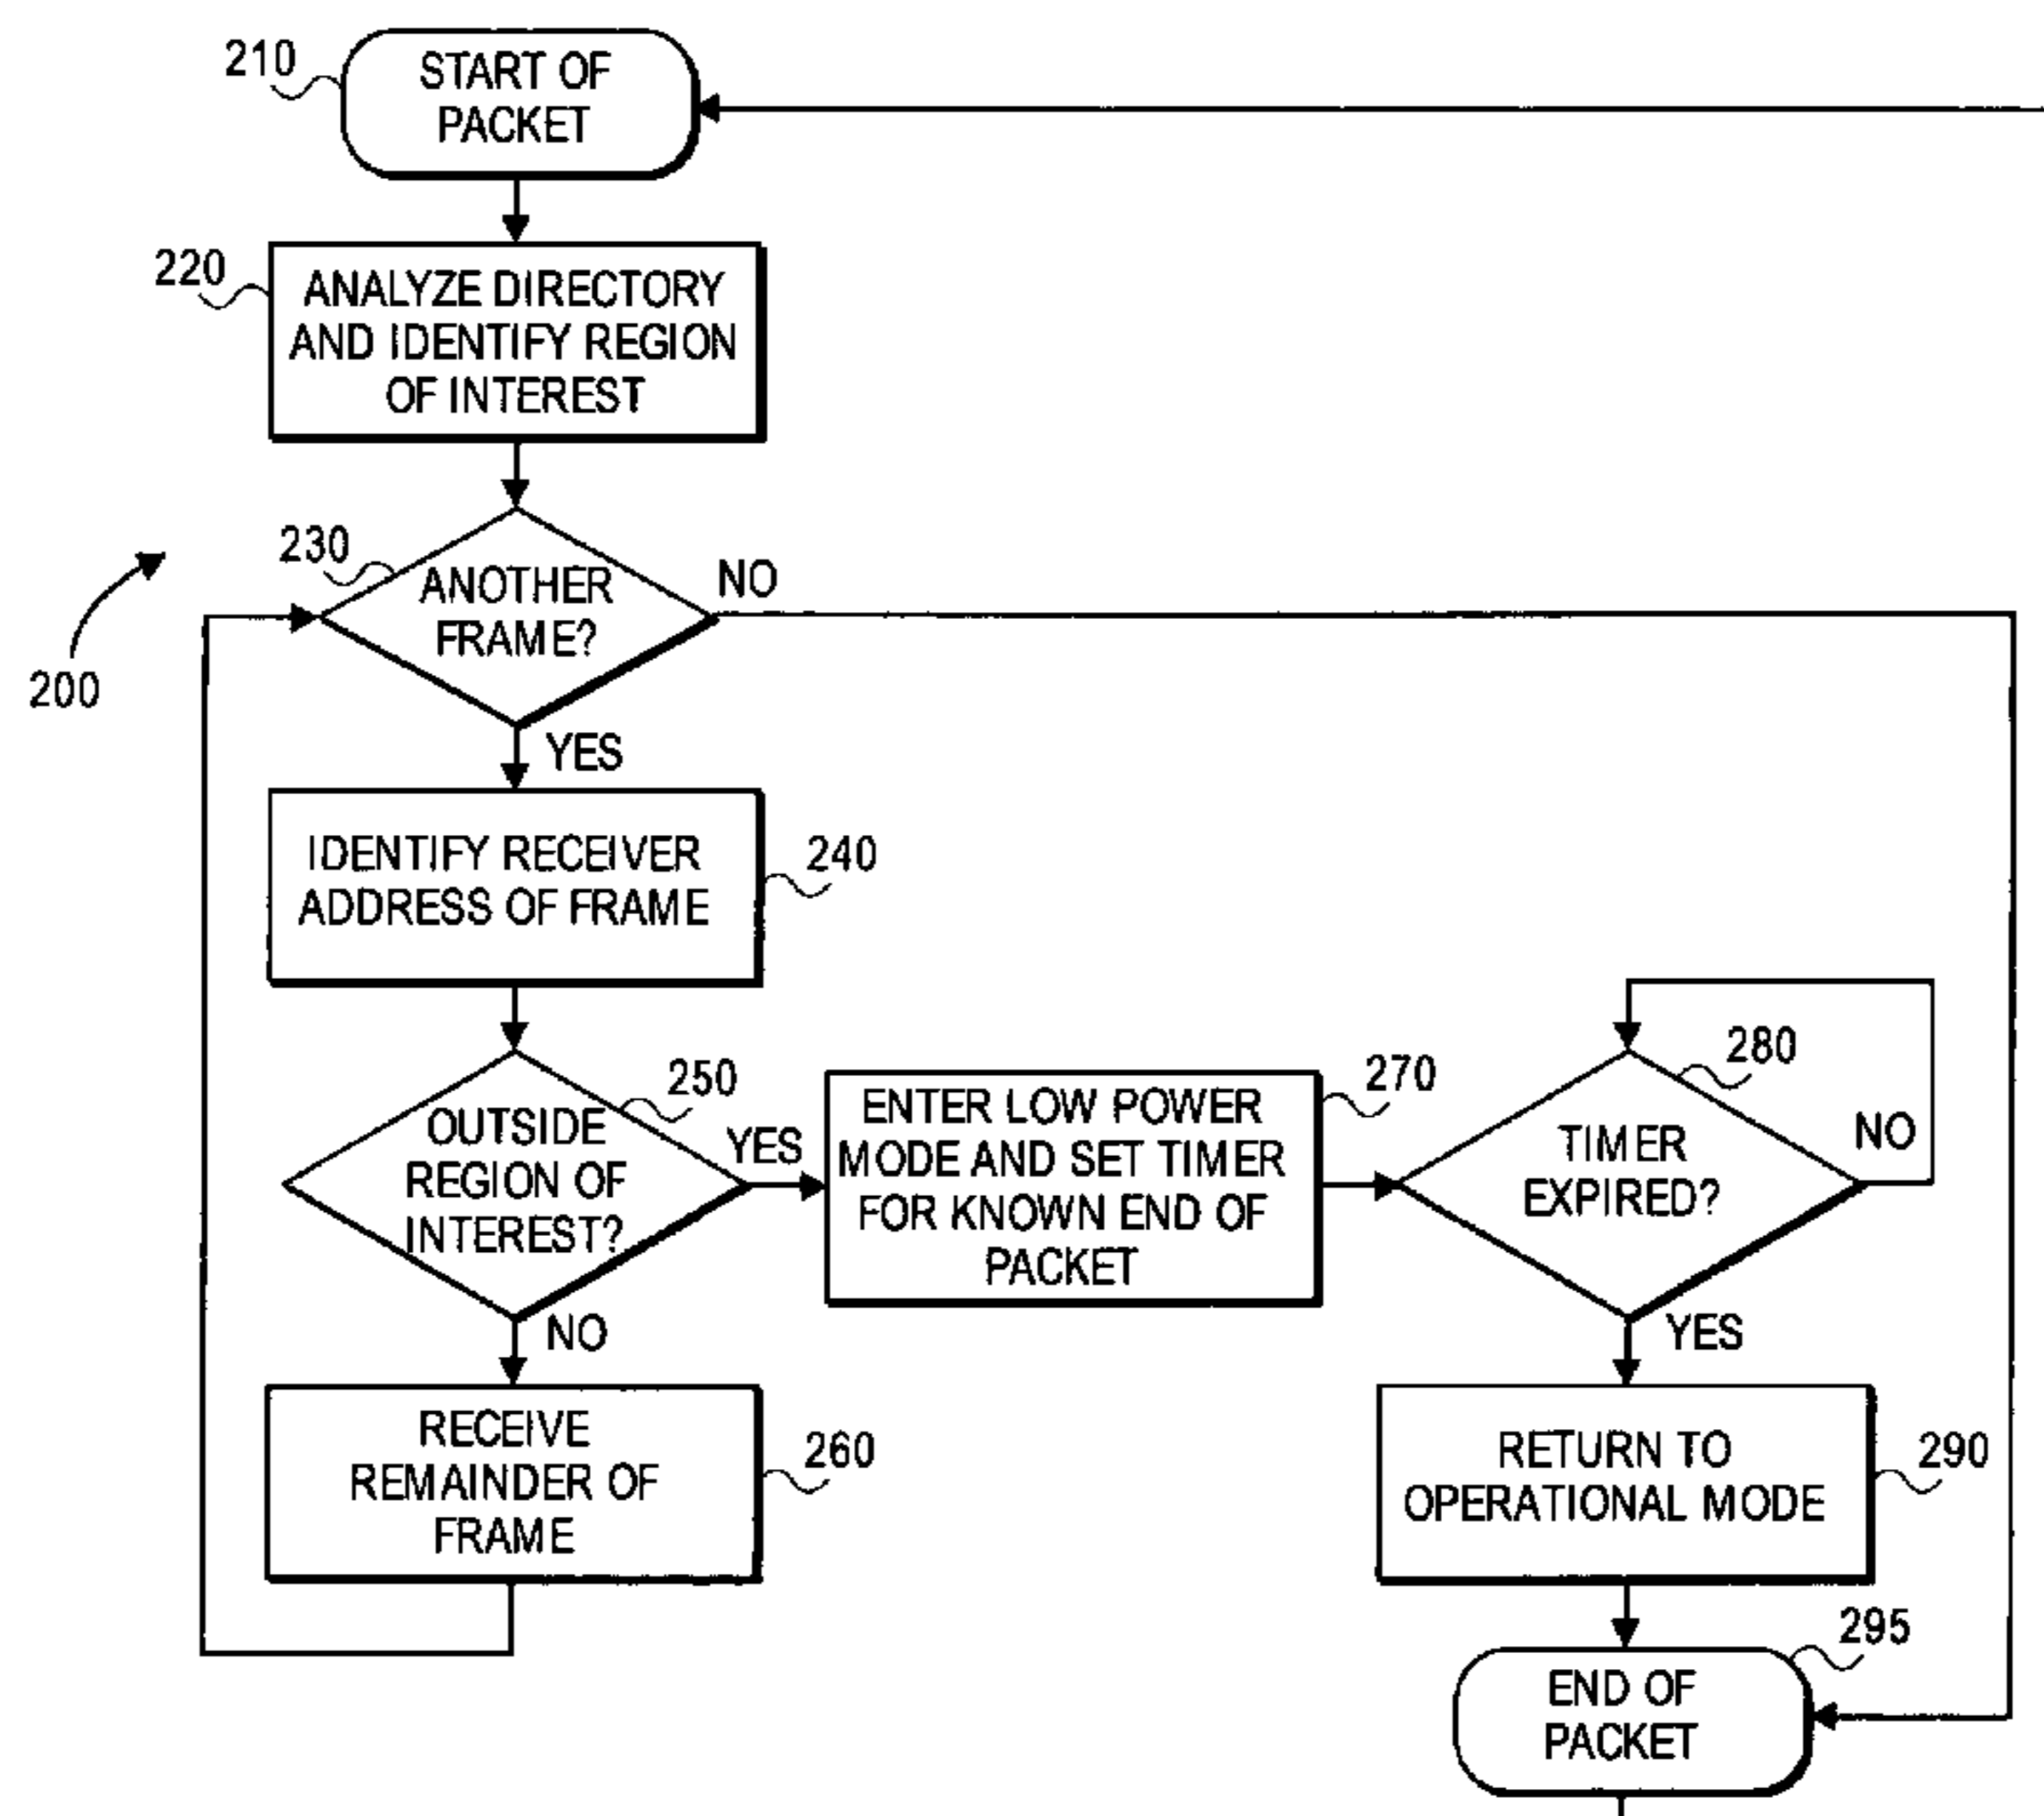 210
START OF
PACKET
220
ANALYZE DIRECTORY
AND IDENTIFY REGION
OF INTEREST
200
230
ANOTHER
FRAME?
NO
YES
IDENTIFY RECEIVER
ADDRESS OF FRAME
240
250
OUTSIDE
REGION OF
INTEREST?
YES
NO
ENTER LOW POWER
MODE AND SET TIMER
FOR KNOWN END OF
PACKET
270
280
TIMER
EXPIRED?
NO
YES
RECEIVE
REMAINDER OF
FRAME
260
RETURN TO
OPERATIONAL MODE
290
295
END OF
PACKET